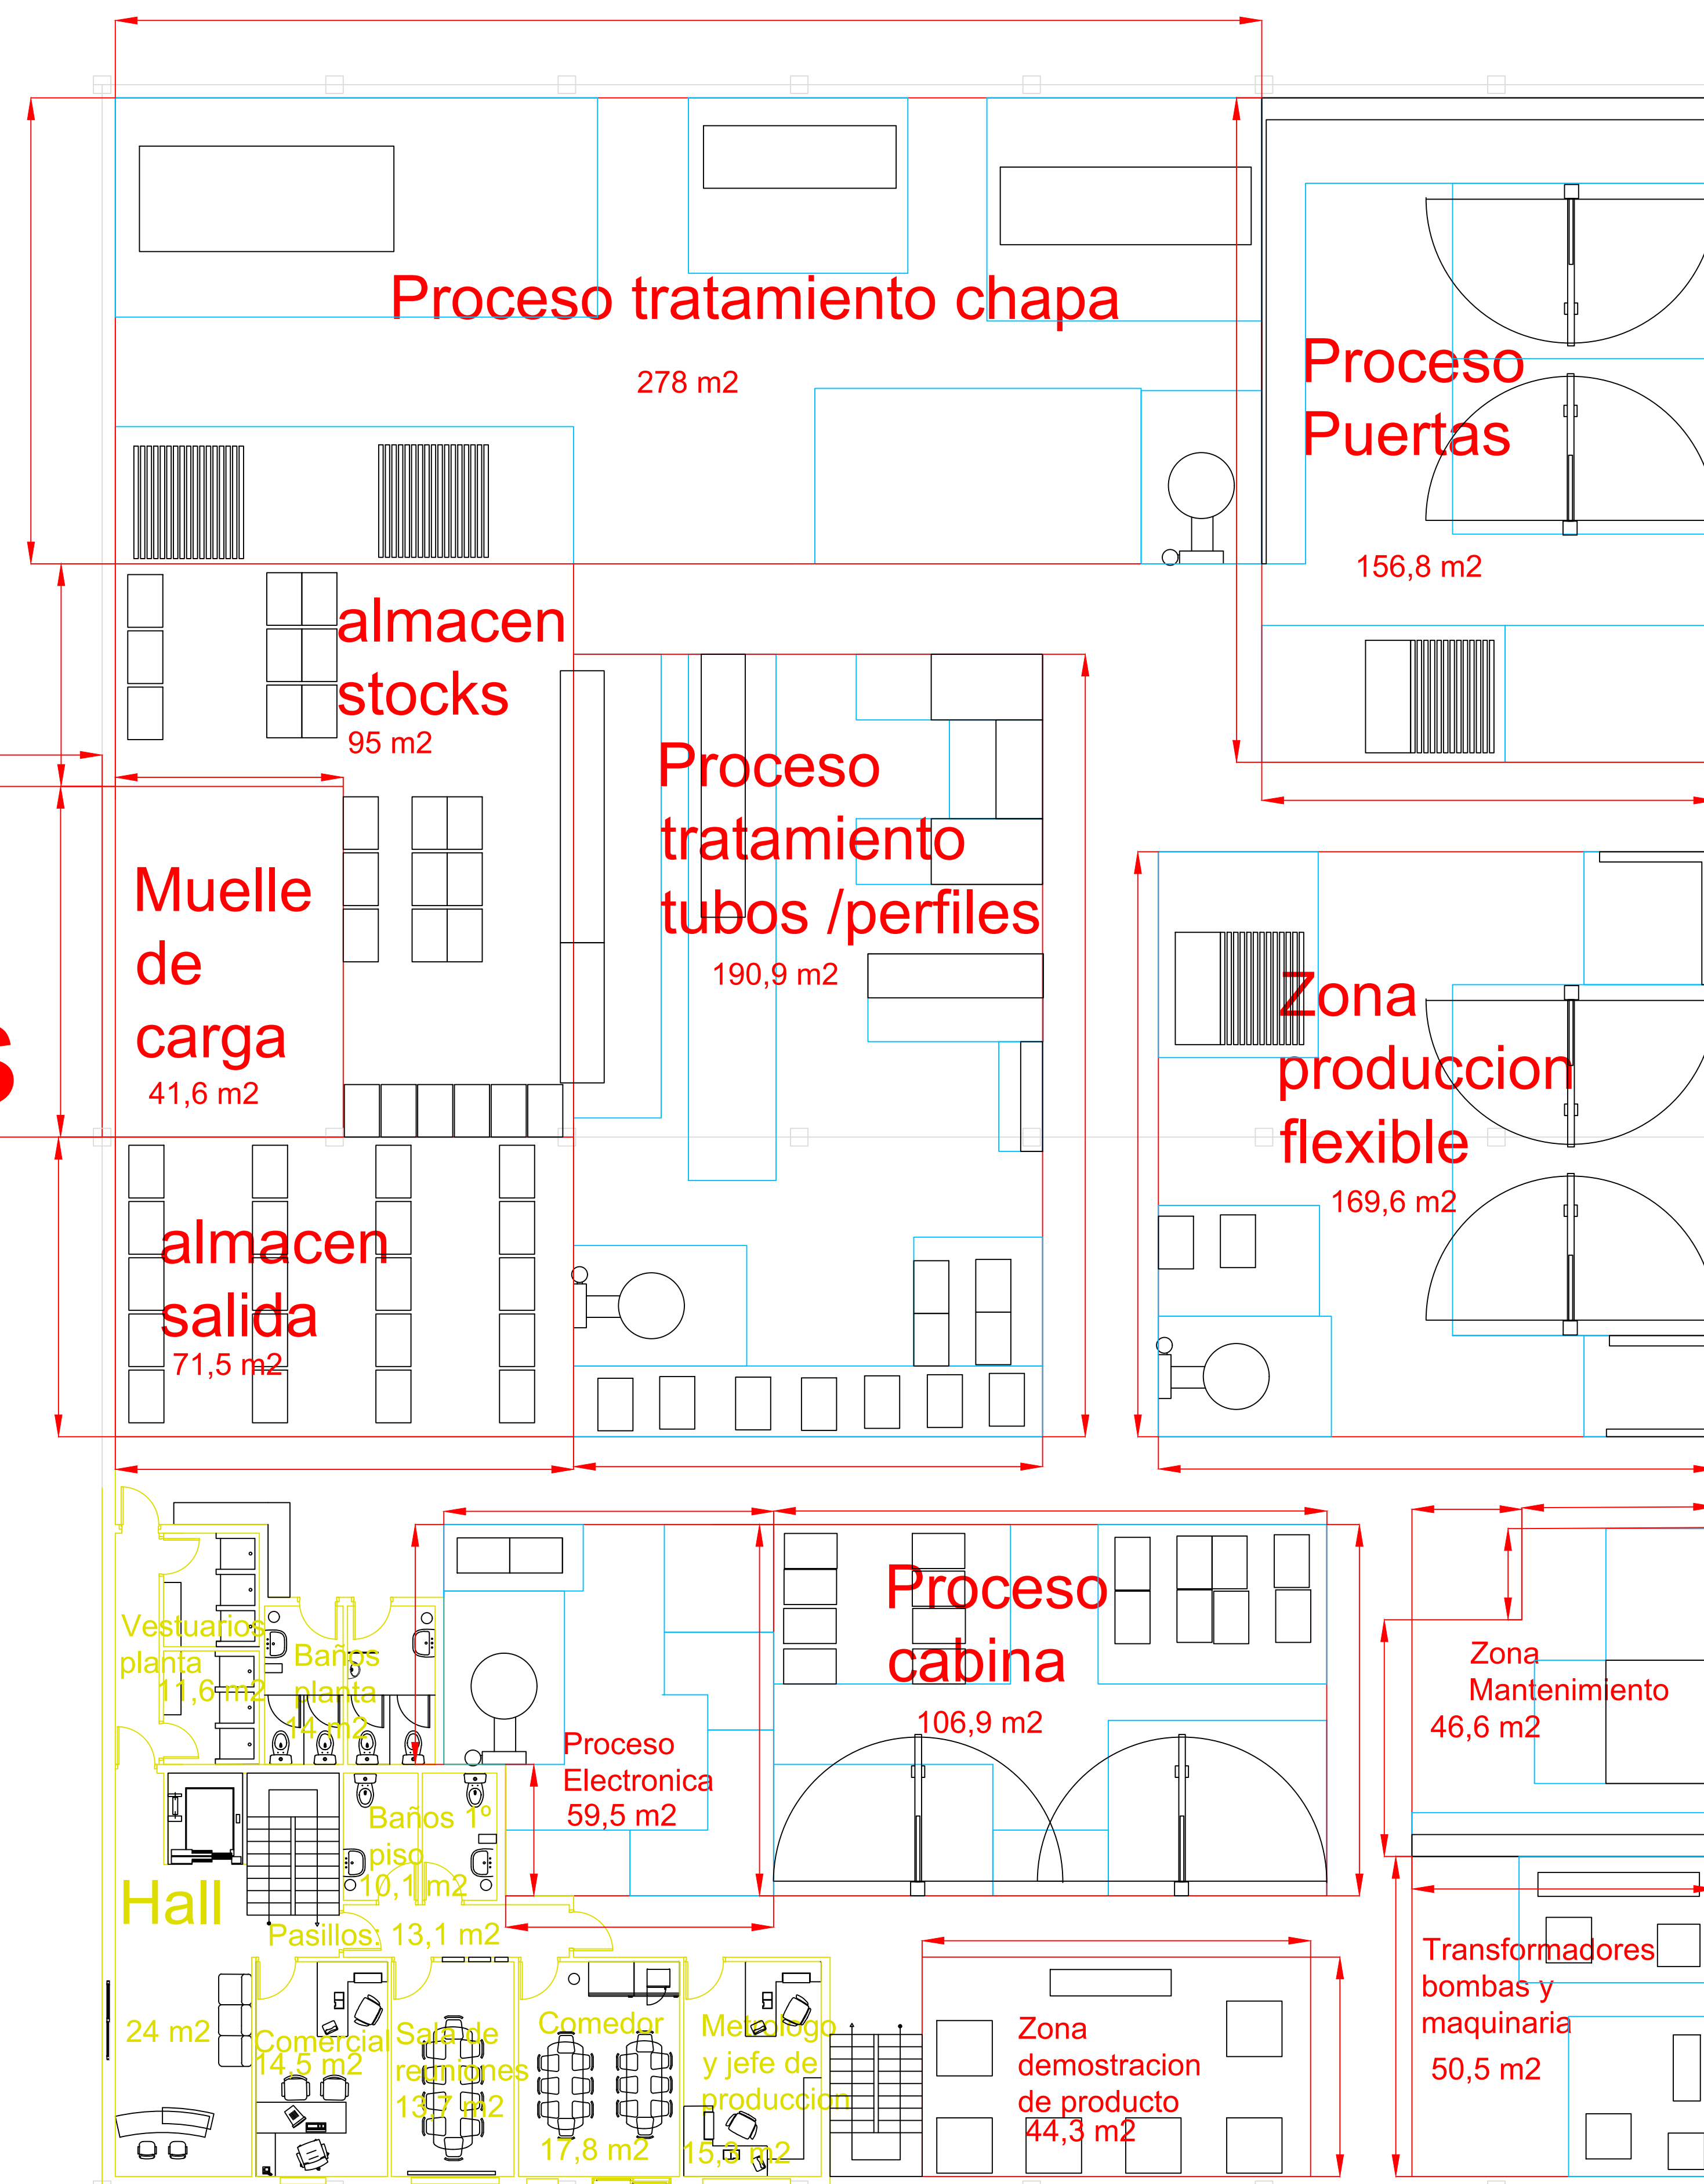 Proceso tratamiento chapa
278 m2
Proceso
Puertas
156,8 m2
almacen
stocks
95 m2
Proceso
tratamiento
tubos /perfiles
190,9 m2
Muelle
de
carga
41,6 m2
s
Zona
produccion
flexible
169,6 m2
almacen
salida
71,5 m2
Proceso
cabina
106,9 m2
Vestuarios
planta
11,6 m2
Baños
planta
14 m2
Zona
Mantenimiento
46,6 m2
Proceso
Electronica
59,5 m2
Baños 1º
piso
10,1 m2
Hall
Pasillos: 13,1 m2
24 m2
Comercial
14,5 m2
Sala de
reuniones
13,7 m2
Comedor
17,8 m2
Metrologo
y jefe de
produccion
15,3 m2
Zona
demostracion
de producto
44,3 m2
Transformadores
bombas y
maquinaria
50,5 m2